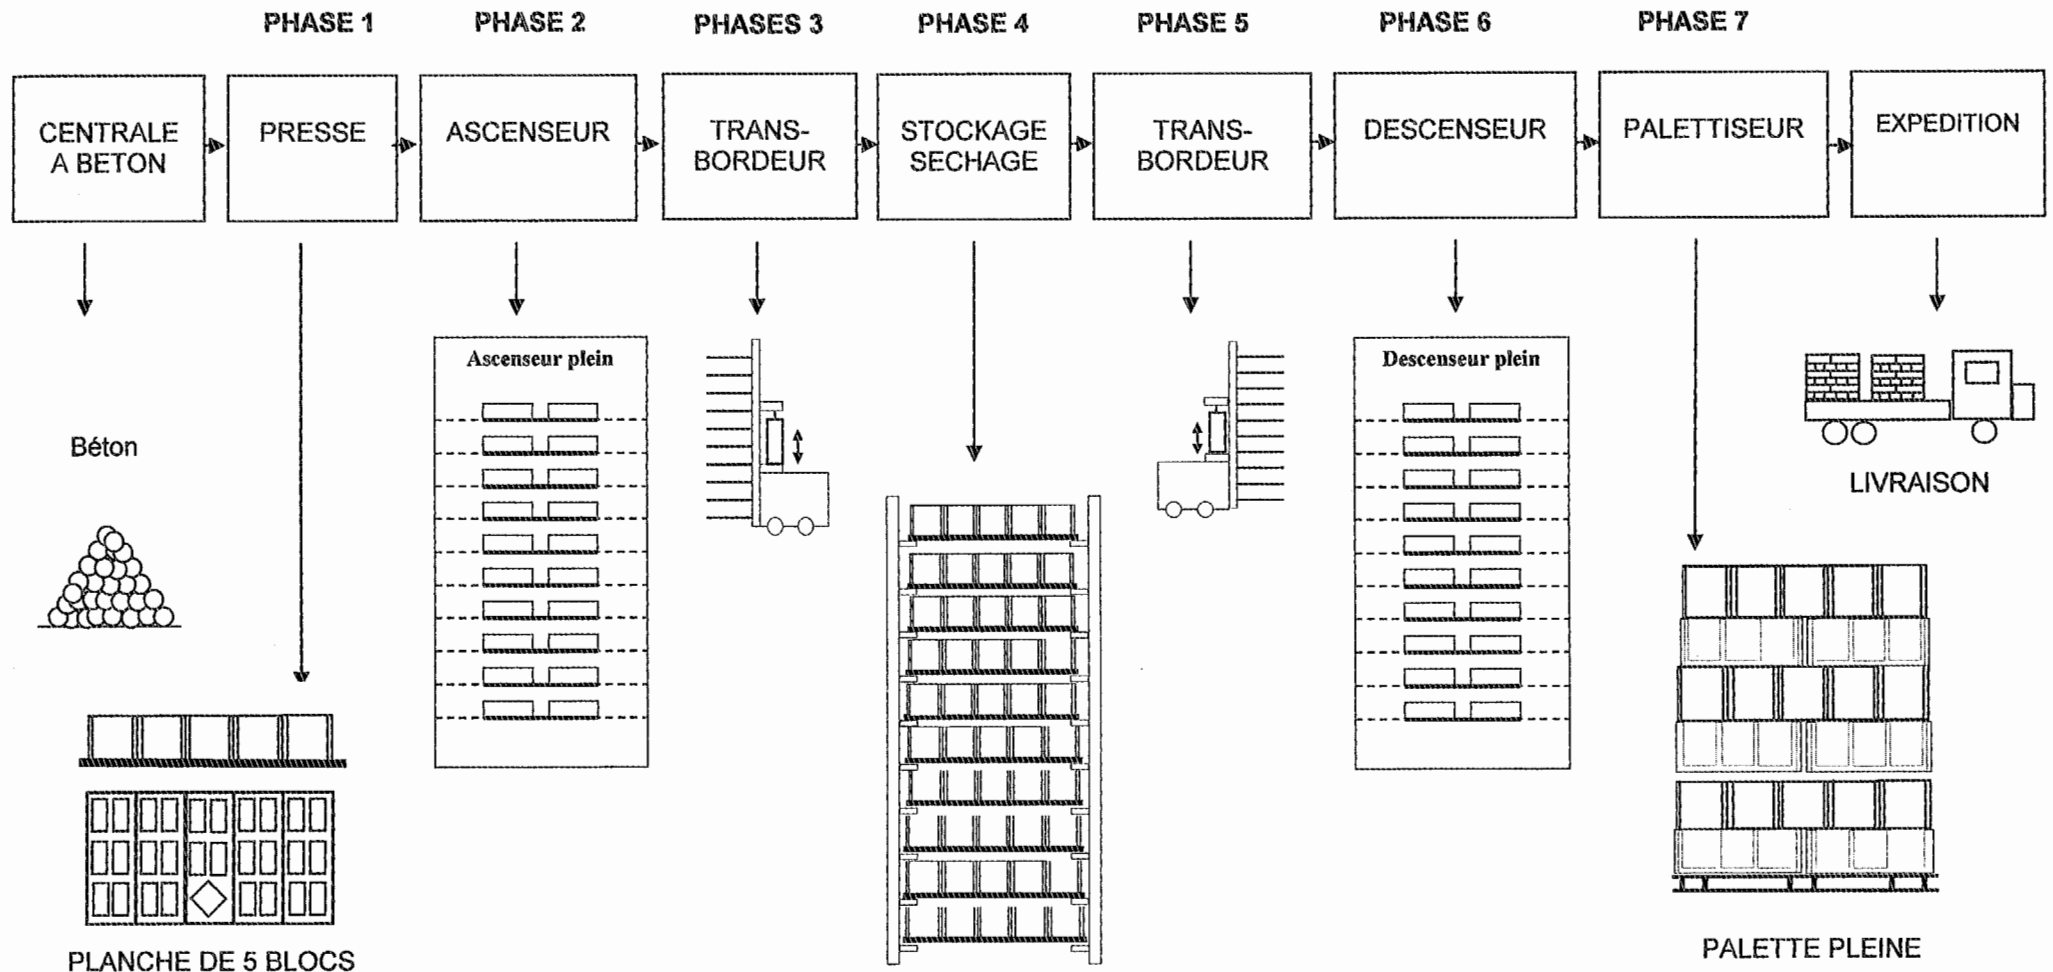 PHASE 1 PHASE 2 PHASES 3 PHASE 4 PHASE 5 PHASE 6 PHASE 7
CENTRALE
A BETON
PRESSE
ASCENSEUR
TRANS-
BORDEUR
STOCKAGE
SECHAGE
TRANS-
BORDEUR
DESCENSEUR
PALETTISEUR
EXPEDITION
Ascenseur plein
Descenseur plein
Béton
LIVRAISON
PLANCHE DE 5 BLOCS
PALETTE PLEINE